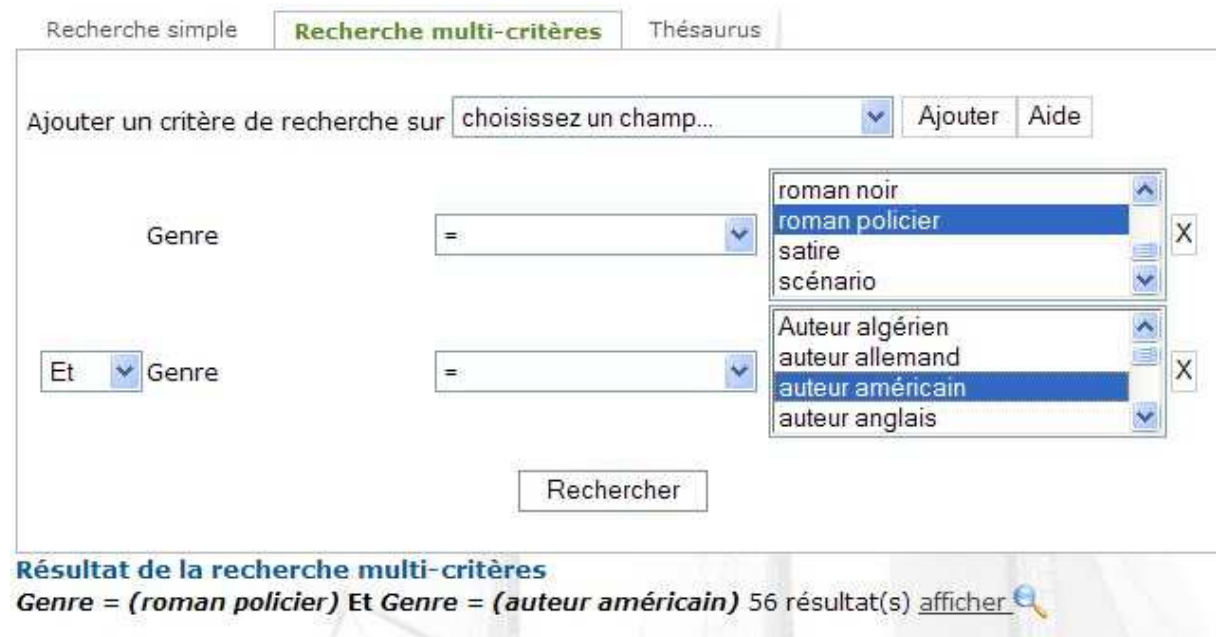 Recherche simple Recherche multi-critères Thésaurus
Ajouter un critère de recherche sur choisissez un champ... Ajouter Aide
roman noir
roman policier
Genre = X
satire
scénario
Auteur algérien
auteur allemand
Et Genre = X
auteur américain
auteur anglais
Rechercher
Résultat de la recherche multi-critères
Genre = (roman policier) Et Genre = (auteur américain) 56 résultat(s) afficher